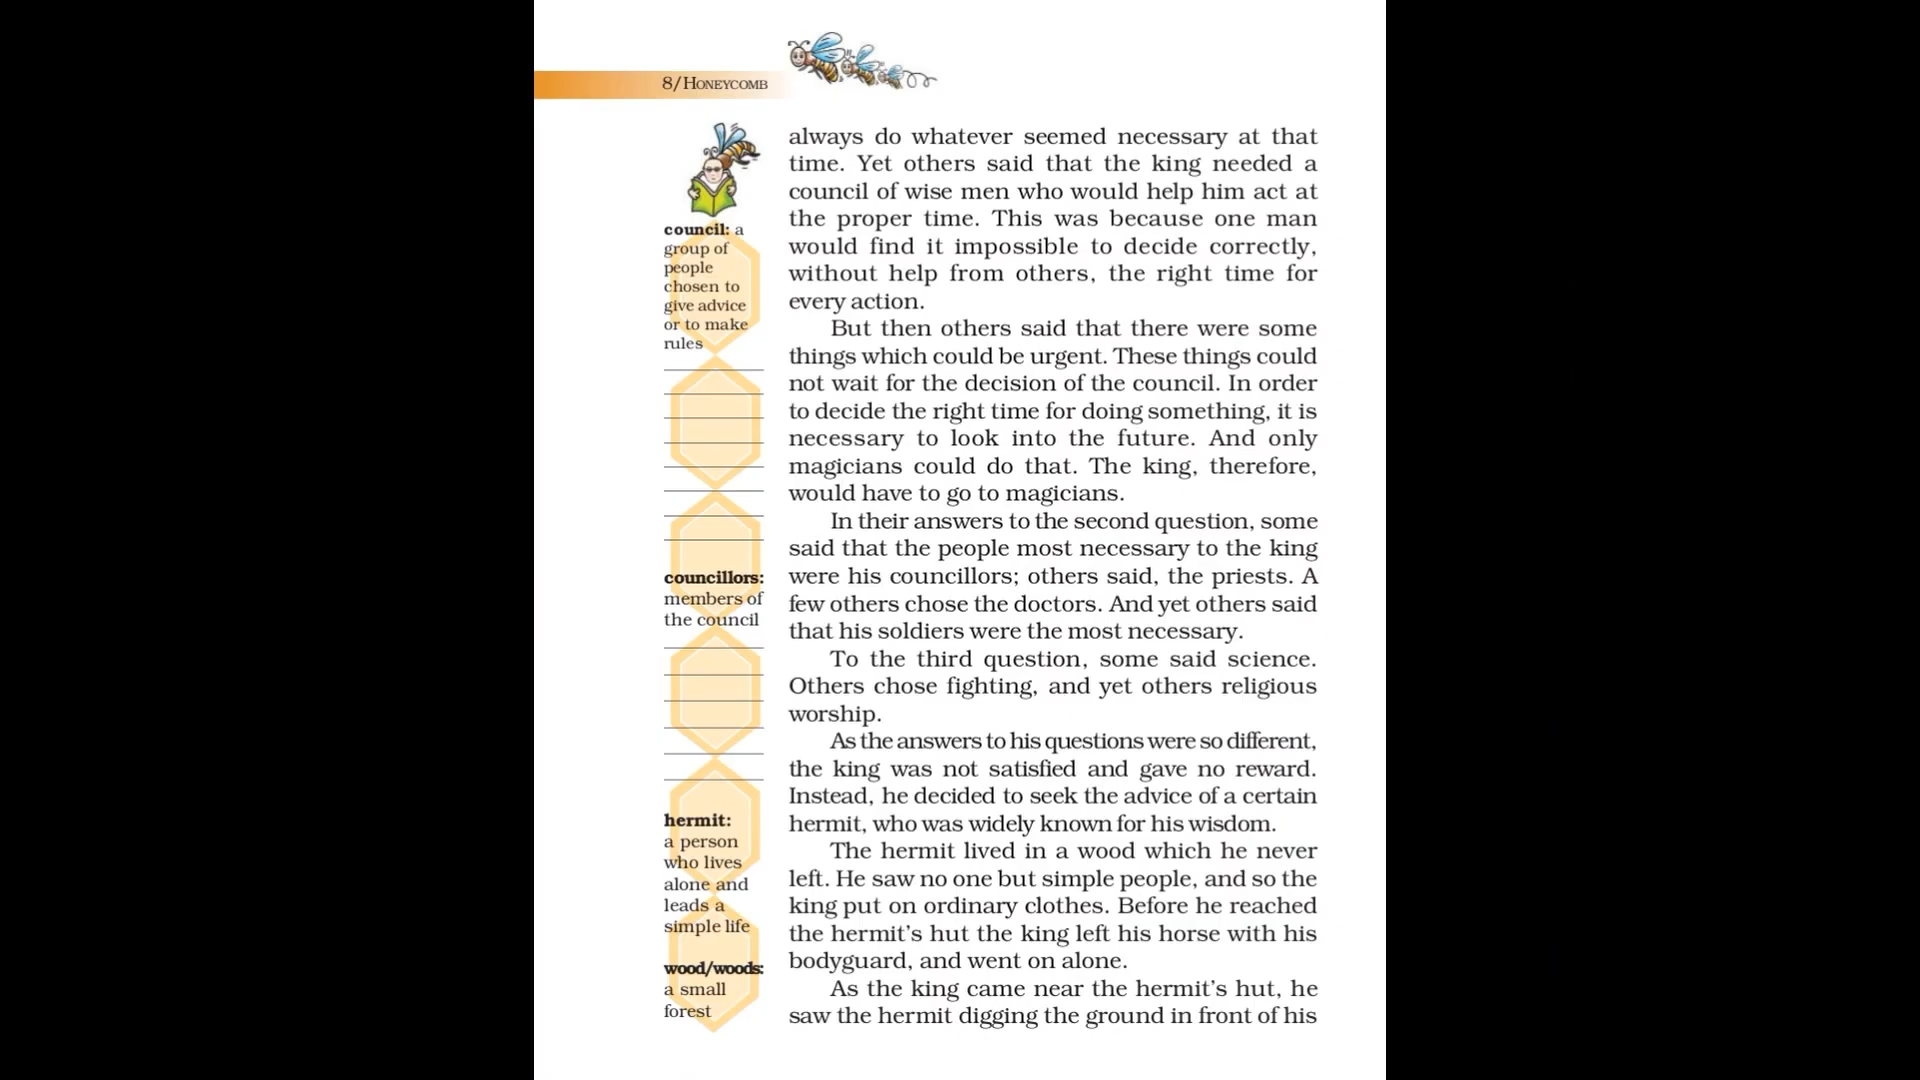 8/HONEYCOMB
council: a
group of
people
chosen to
give advice
or to make
rules
councillors:
members of
the council
hermit:
a person
who lives
alone and
leads a
simple life
wood/woods:
a small
forest
always do whatever seemed necessary at that
time. Yet others said that the king needed a
council of wise men who would help him act at
the proper time. This was because one man
would find it impossible to decide correctly,
without help from others, the right time for
every action.
But then others said that there were some
things which could be urgent. These things could
not wait for the decision of the council. In order
to decide the right time for doing something, it is
necessary to look into the future. And only
magicians could do that. The king, therefore,
would have to go to magicians.
In their answers to the second question, some
said that the people most necessary to the king
were his councillors; others said, the priests. A
few others chose the doctors. And yet others said
that his soldiers were the most necessary.
To the third question, some said science.
Others chose fighting, and yet others religious
worship.
As the answers to his questions were so different,
the king was not satisfied and gave no reward.
Instead, he decided to seek the advice of a certain
hermit, who was widely known for his wisdom.
The hermit lived in a wood which he never
left. He saw no one but simple people, and so the
king put on ordinary clothes. Before he reached
the hermit's hut the king left his horse with his
bodyguard, and went on alone.
As the king came near the hermit's hut, he
saw the hermit digging the ground in front of his